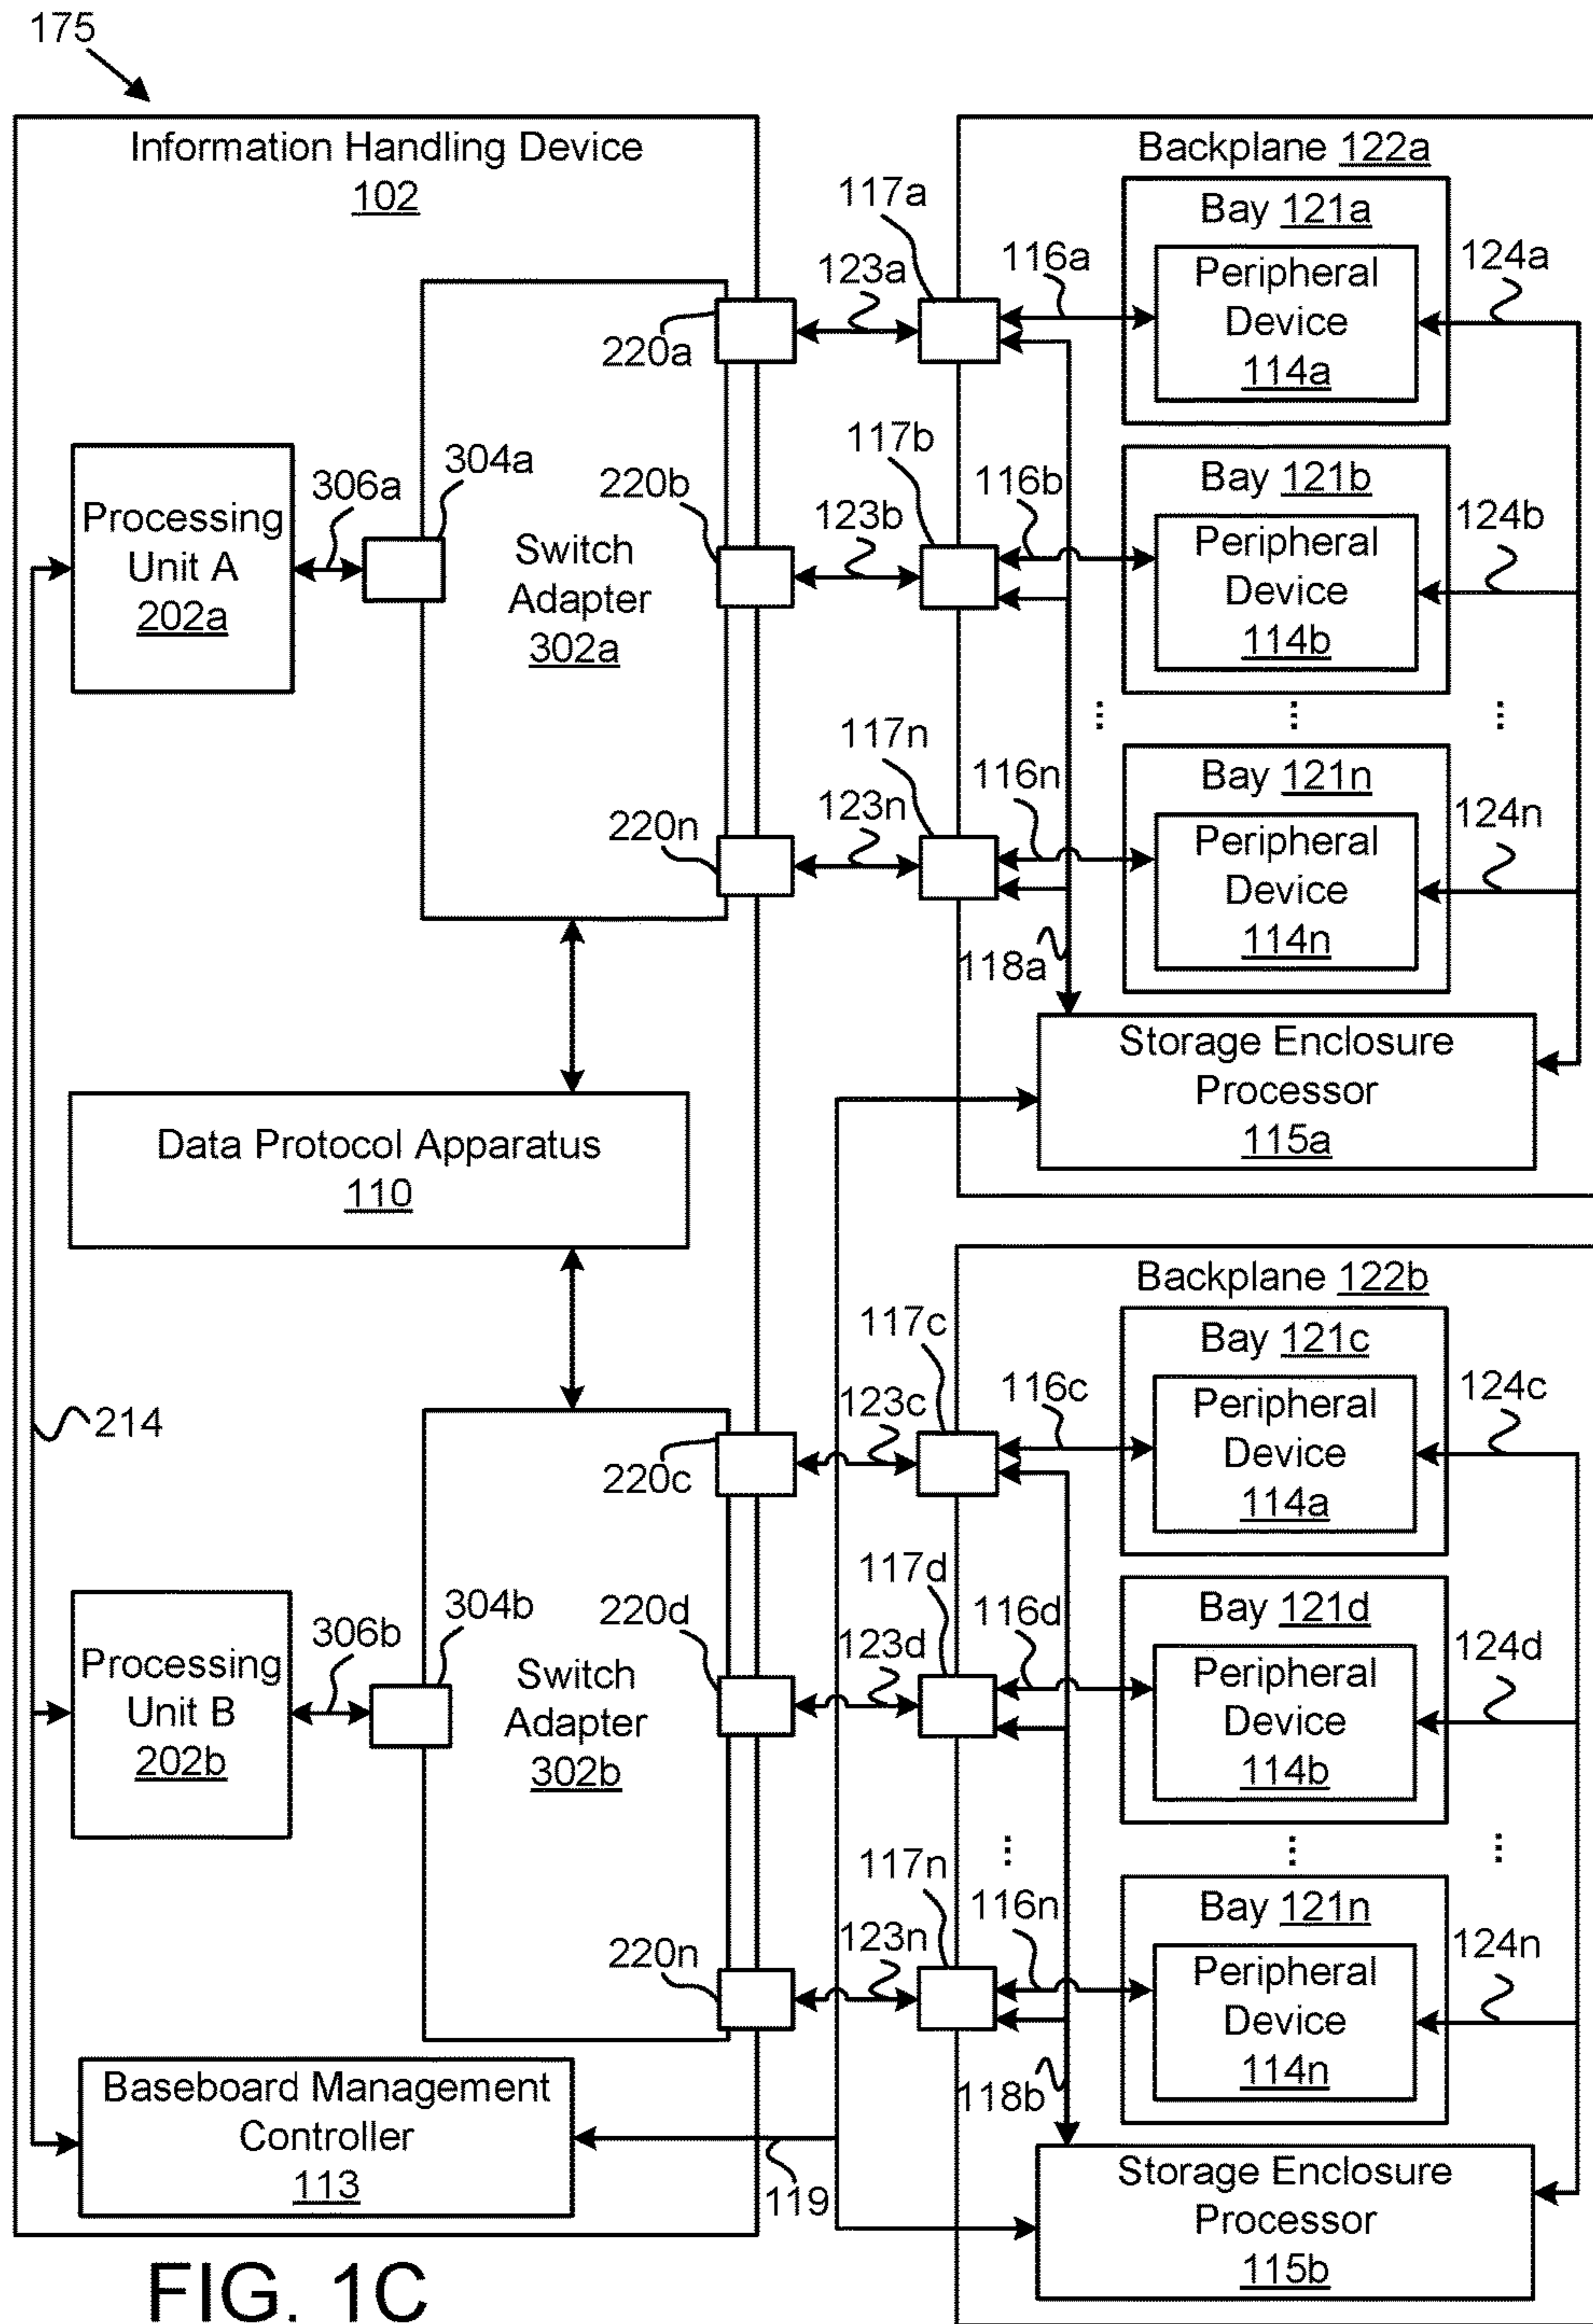 175
Information Handling Device
102
Backplane 122a
117a
Bay 121a
123a
116a
Peripheral
Device
114a
124a
220a
117b
304a
306a
220b
123b
116b
Bay 121b
124b
Processing
Unit A
202a
Switch
Adapter
302a
Peripheral
Device
114b
...
...
...
117n
220n
123n
116n
Bay 121n
124n
Peripheral
Device
114n
118a
Storage Enclosure
Processor
115a
Data Protocol Apparatus
110
Backplane 122b
117c
Bay 121c
214
123c
116c
124c
Peripheral
Device
114a
220c
117d
304b
306b
220d
123d
116d
Bay 121d
124d
Processing
Unit B
202b
Switch
Adapter
302b
Peripheral
Device
114b
...
...
...
117n
220n
123n
116n
Bay 121n
124n
Peripheral
Device
114n
118b
Baseboard Management
Controller
113
119
Storage Enclosure
Processor
115b
FIG. 1C